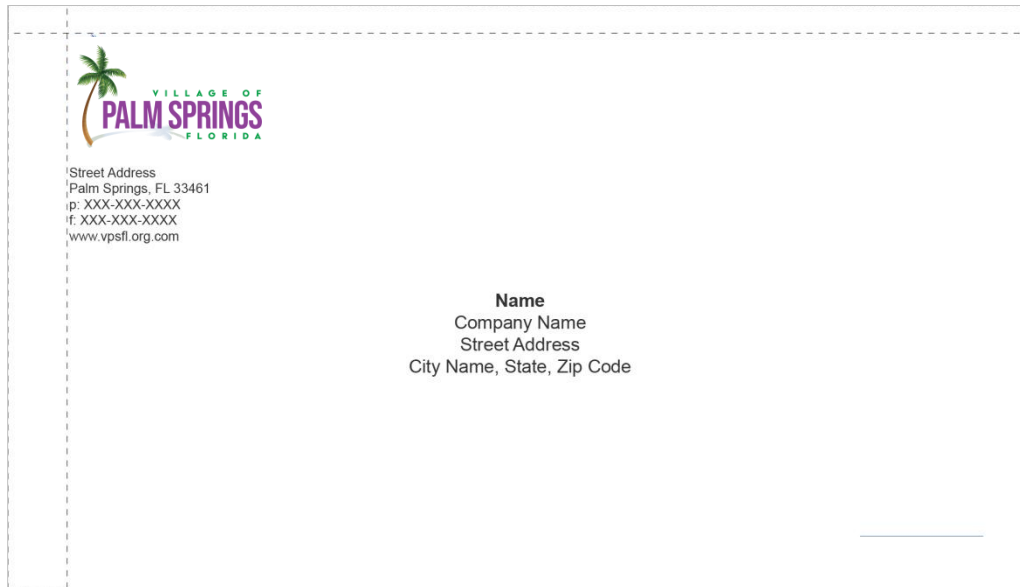 VILLAGE OF
PALM SPRINGS
FLORIDA
Street Address
Palm Springs, FL 33461
p: XXX-XXX-XXXX
f: XXX-XXX-XXXX
www.vpsfl.org.com
Name
Company Name
Street Address
City Name, State, Zip Code